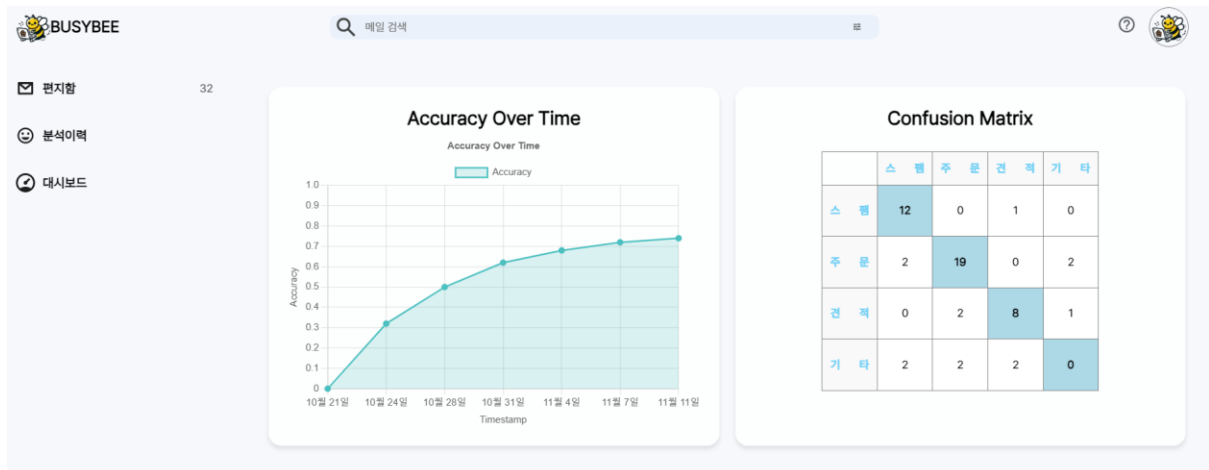 BUSYBEE
메일 검색
편지함 32
분석이력
대시보드
Accuracy Over Time
Accuracy Over Time
Accuracy
1.0
0.9
0.8
0.7
0.6
0.5
0.4
0.3
0.2
0.1
0
Accuracy
10월 21일 10월 24일 10월 28일 10월 31일 11월 4일 11월 7일 11월 11일
Timestamp
Confusion Matrix
스 팸 주 문 견 적 기 타
스 팸 12 0 1 0
주 문 2 19 0 2
견 적 0 2 8 1
기 타 2 2 2 0